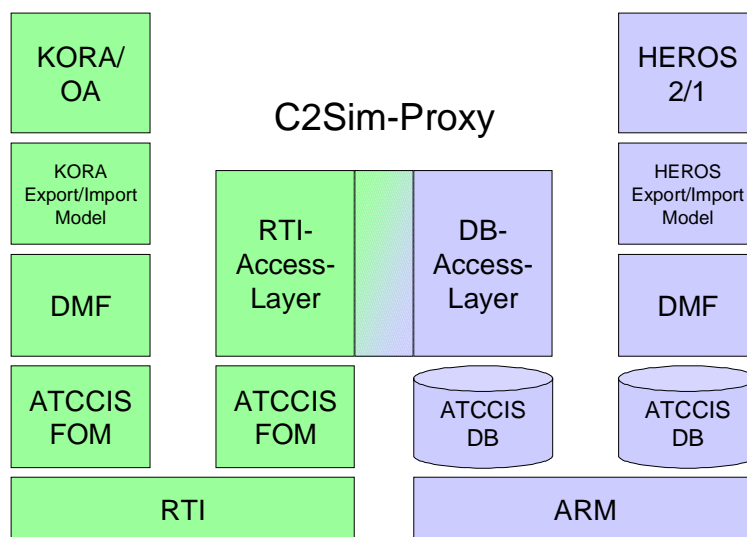 KORA/
OA
HEROS
2/1
C2Sim-Proxy
KORA
Export/Import
Model
HEROS
Export/Import
Model
RTI-
Access-
Layer
DB-
Access-
Layer
DMF
DMF
ATCCIS
FOM
ATCCIS
FOM
ATCCIS
DB
ATCCIS
DB
RTI
ARM